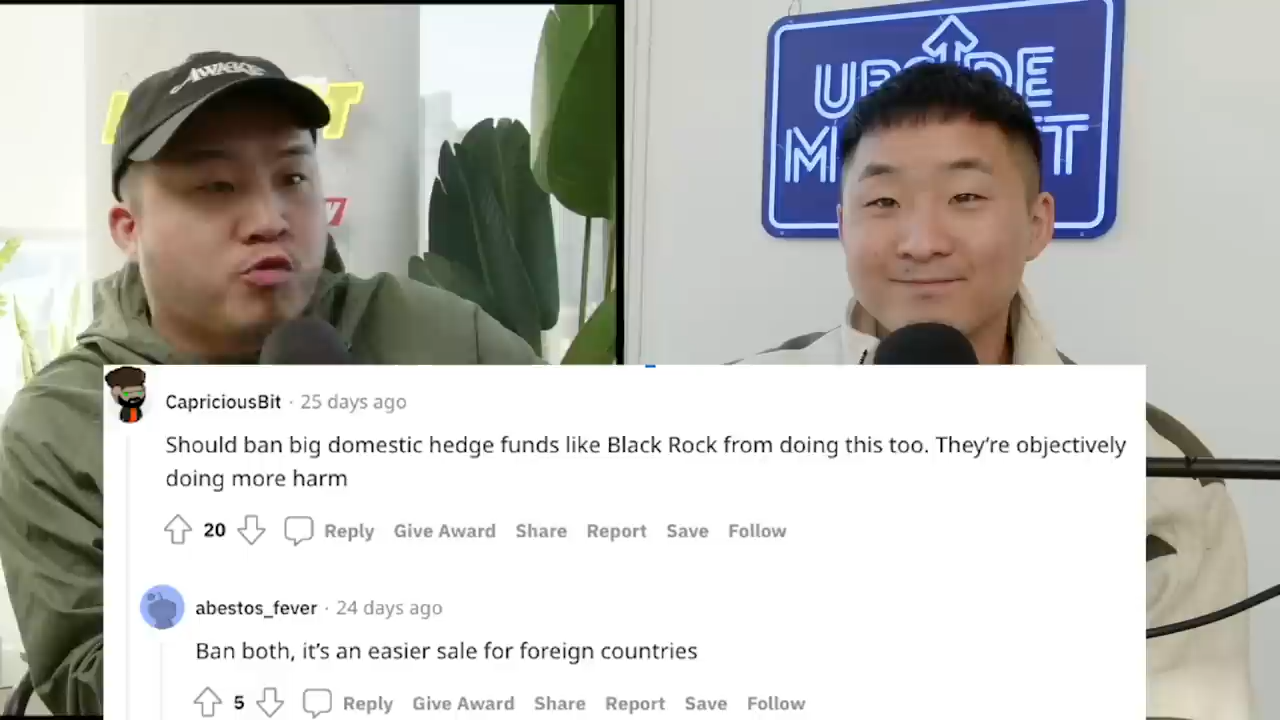 AWAKE
UPSIDE
CapriciousBit · 25 days ago
Should ban big domestic hedge funds like Black Rock from doing this too. They’re objectively
doing more harm
20 Reply Give Award Share Report Save Follow
abestos_fever · 24 days ago
Ban both, it’s an easier sale for foreign countries
5 Reply Give Award Share Report Save Follow